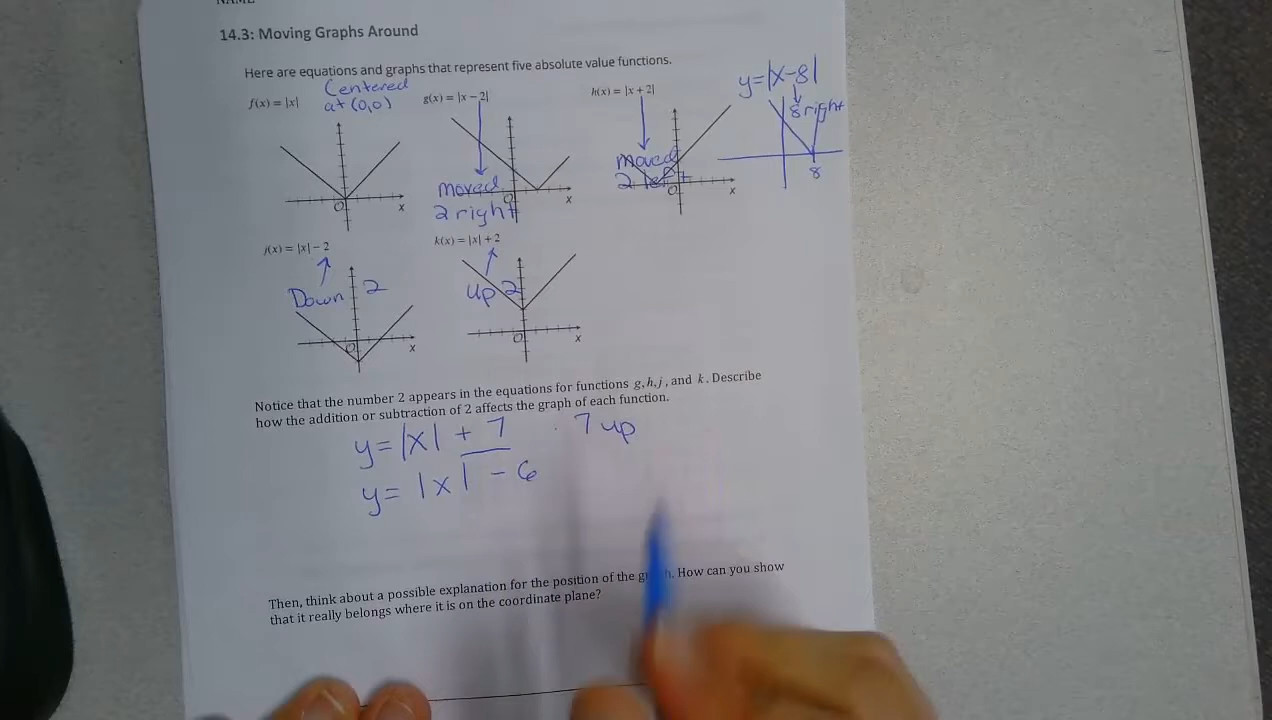 NAME
14.3: Moving Graphs Around
Here are equations and graphs that represent five absolute value functions.
f(x) = |x|
Centered
at (0,0)
g(x) = |x − 2|
h(x) = |x + 2|
y=|x-8|
8 right
moved
2 right
moved
2 left
8
O
x
O
x
O
x
j(x) = |x| − 2
k(x) = |x| + 2
Down 2
up 2
O
x
O
x
Notice that the number 2 appears in the equations for functions g, h, j, and k. Describe
how the addition or subtraction of 2 affects the graph of each function.
y=|x| + 7
7 up
y= |x| - 6
Then, think about a possible explanation for the position of the How can you show
that it really belongs where it is on the coordinate plane?